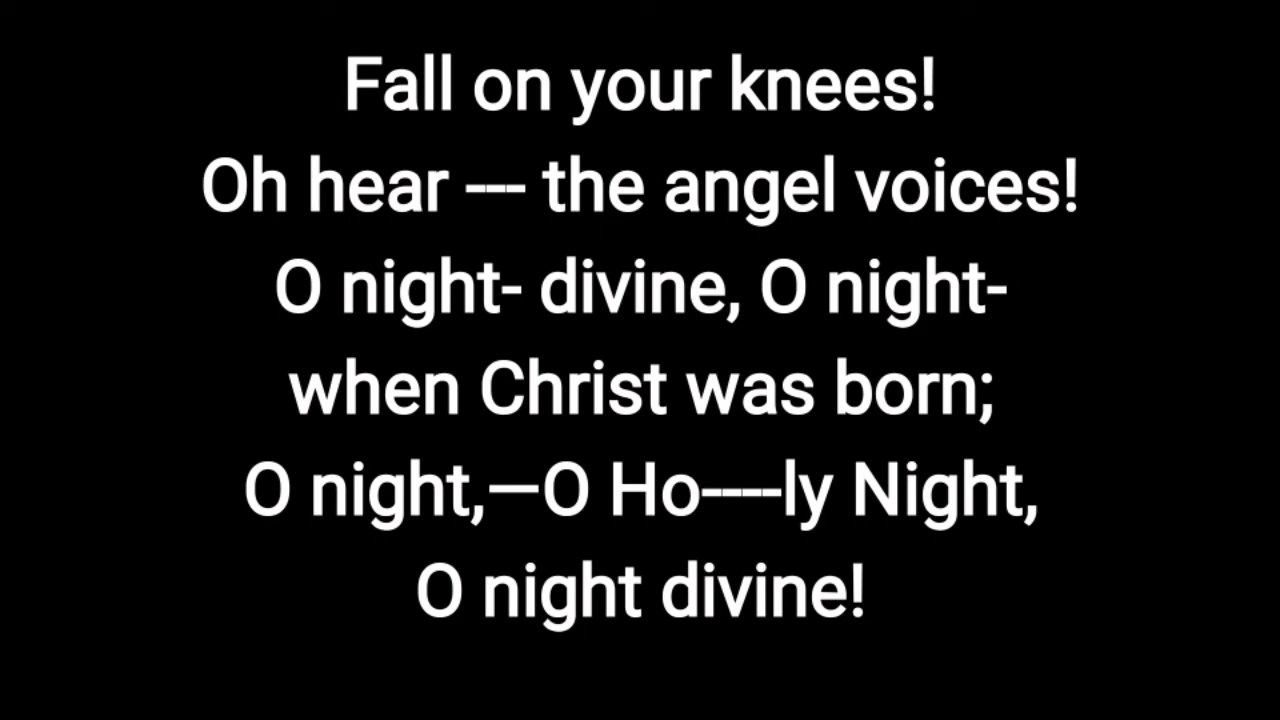 Fall on your knees!
Oh hear --- the angel voices!
O night- divine, O night-
when Christ was born;
O night,—O Ho----ly Night,
O night divine!